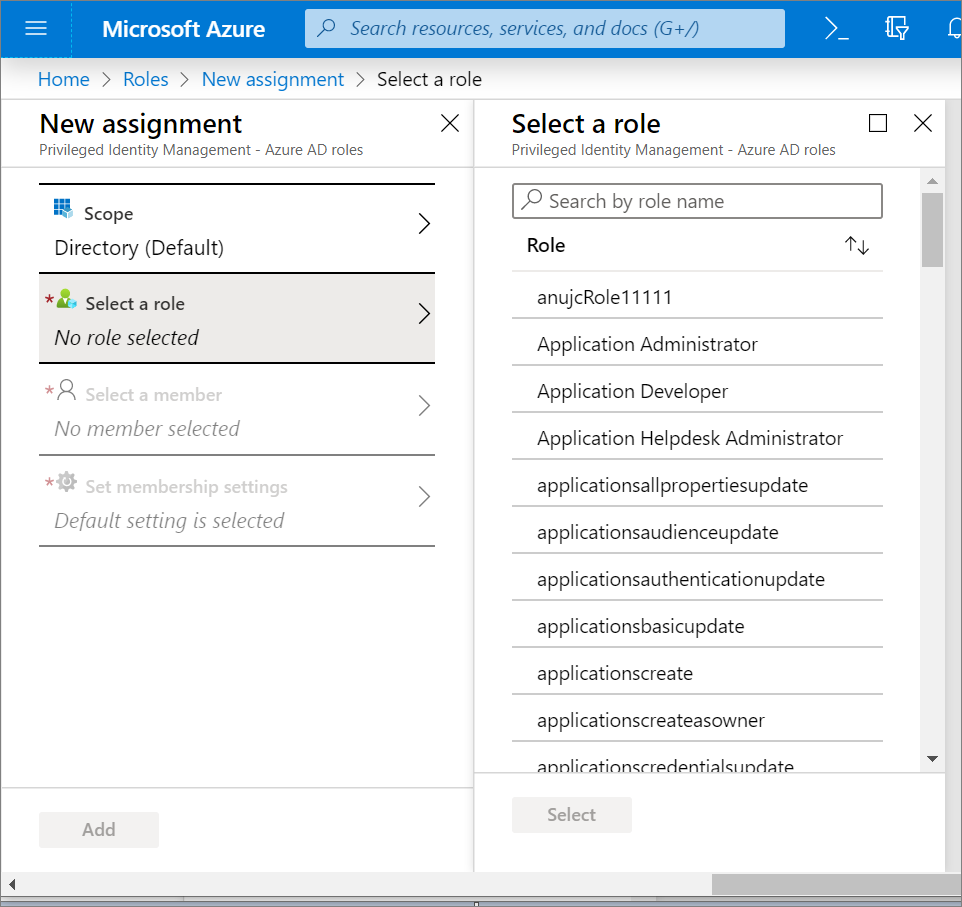 Microsoft Azure
Search resources, services, and docs (G+/)
Home > Roles > New assignment > Select a role
New assignment
Privileged Identity Management - Azure AD roles
Scope
Directory (Default)
* Select a role
No role selected
* Select a member
No member selected
* Set membership settings
Default setting is selected
Add
Select a role
Privileged Identity Management - Azure AD roles
Search by role name
Role
anujcRole11111
Application Administrator
Application Developer
Application Helpdesk Administrator
applicationsallpropertiesupdate
applicationsaudienceupdate
applicationsauthenticationupdate
applicationsbasicupdate
applicationscreate
applicationscreateasowner
applicationscredentialsupdate
Select